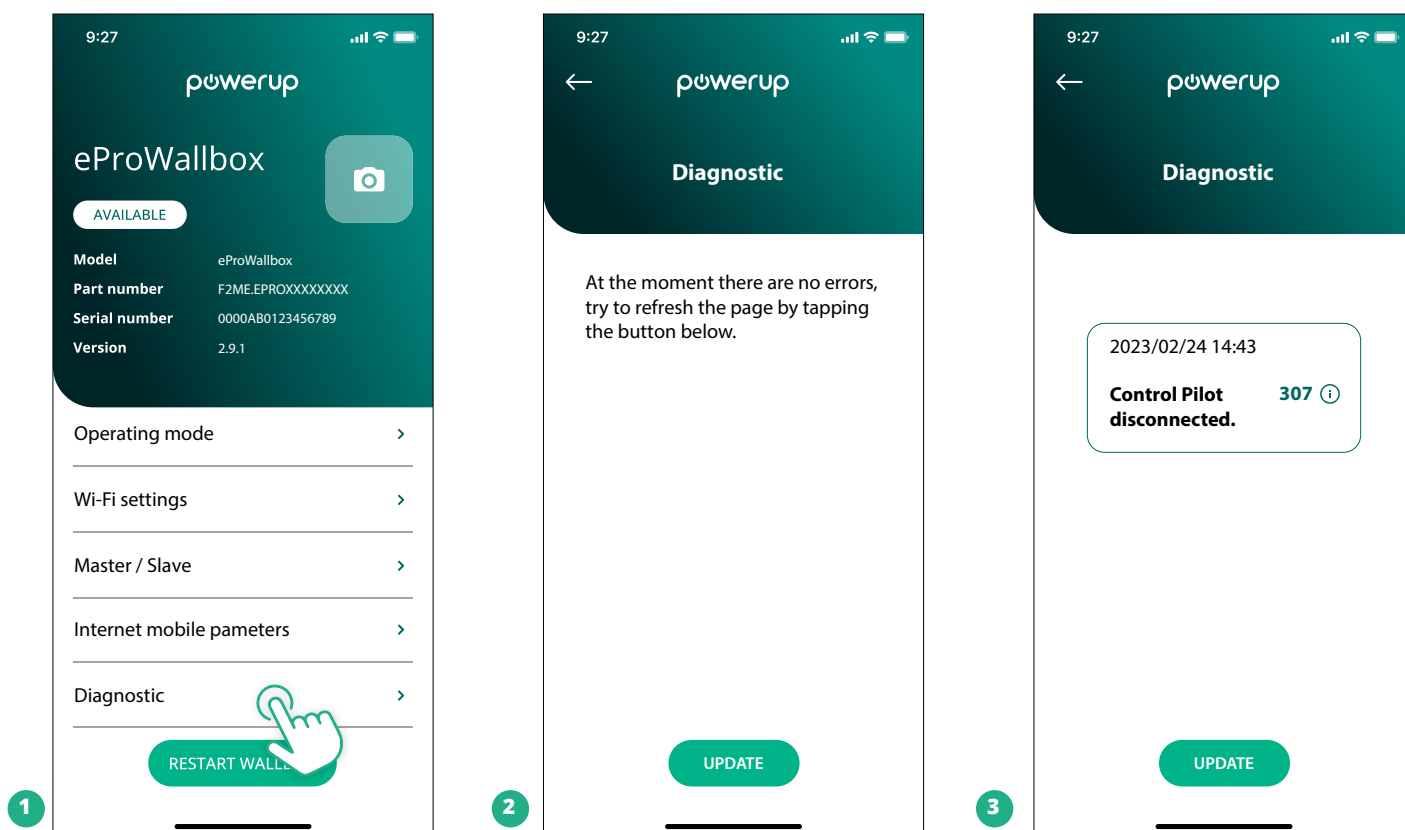 9:27
powerup
eProWallbox
AVAILABLE
Model eProWallbox
Part number F2ME.EPROXXXXXXXX
Serial number 0000AB0123456789
Version 2.9.1
Operating mode
Wi-Fi settings
Master / Slave
Internet mobile pameters
Diagnostic
RESTART
1
9:27
powerup
Diagnostic
At the moment there are no errors,
try to refresh the page by tapping
the button below.
UPDATE
2
9:27
powerup
Diagnostic
2023/02/24 14:43
Control Pilot 307
disconnected.
UPDATE
3